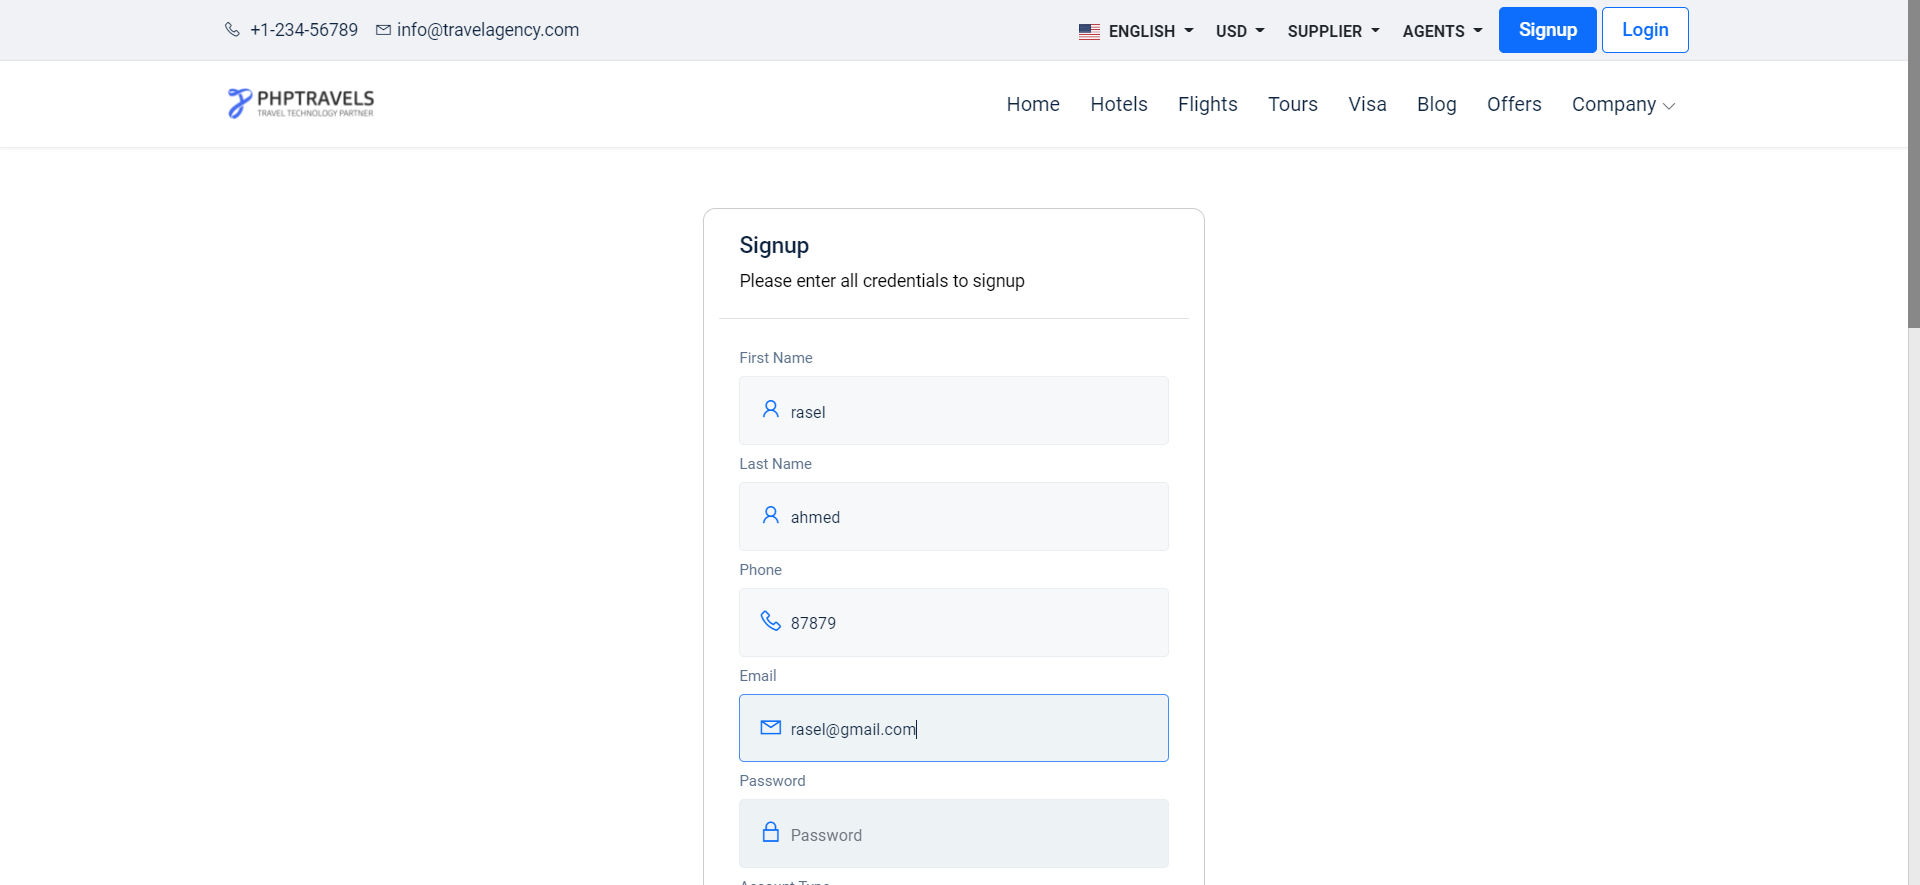 +1-234-56789 info@travelagency.com ENGLISH USD SUPPLIER AGENTS Signup Login
PHPTRAVELS
TRAVEL TECHNOLOGY PARTNER
Home Hotels Flights Tours Visa Blog Offers Company
Signup
Please enter all credentials to signup
First Name
rasel
Last Name
ahmed
Phone
87879
Email
rasel@gmail.com
Password
Password
Account Type